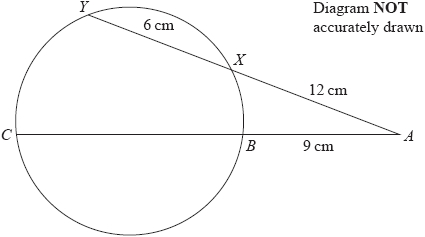 Y
6 cm
Diagram NOT
accurately drawn
X
12 cm
C
B
9 cm
A